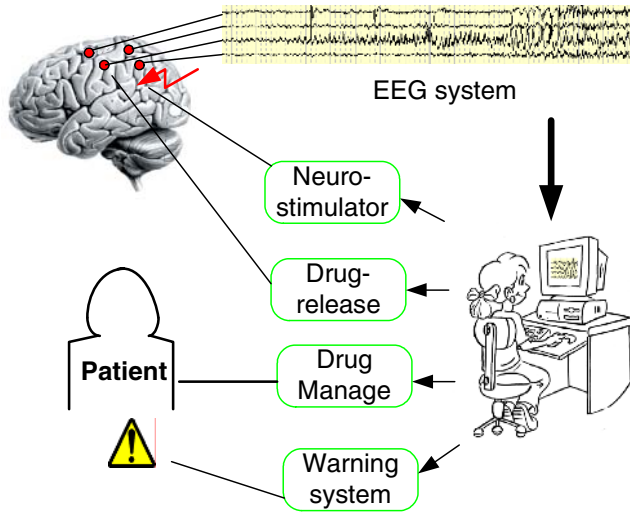 EEG system
Neuro-
stimulator
Drug-
release
Patient
Drug
Manage
Warning
system